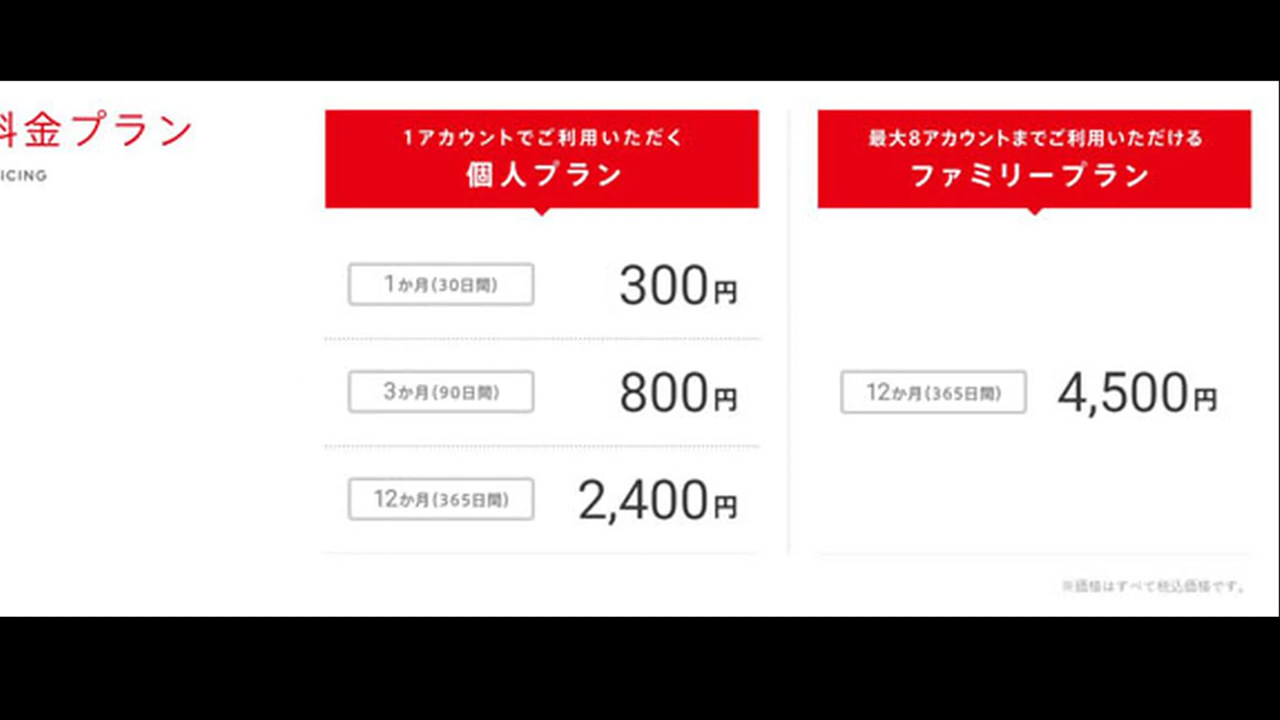 料金プラン
ICING
1アカウントでご利用いただく
個人プラン
1か月(30日間)
300円
3か月(90日間)
800円
12か月(365日間)
2,400円
最大8アカウントまでご利用いただける
ファミリープラン
12か月(365日間)
4,500円
※価格はすべて税込価格です。